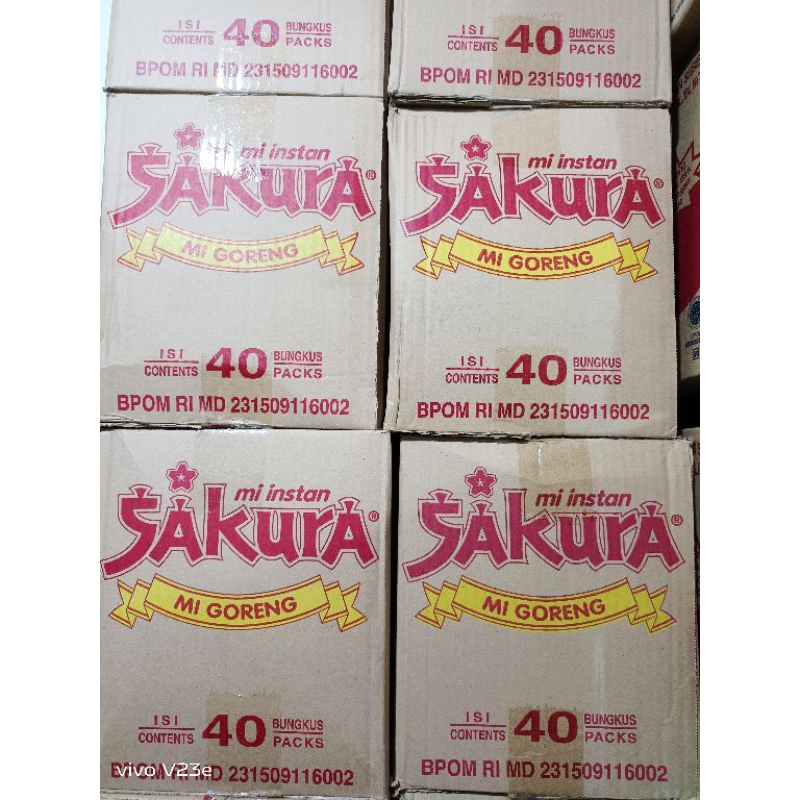 ISI
CONTENTS
40
BUNGKUS
PACKS
BPOM RI MD 231509116002
ISI
CONTENTS
40
BUNGKUS
PACKS
BPOM RI MD 231509116002
mi instan
SAkurA®
MI GORENG
ISI
CONTENTS
40
BUNGKUS
PACKS
BPOM RI MD 231509116002
mi instan
SAkurA®
MI GORENG
ISI
CONTENTS
40
BUNGKUS
PACKS
BPOM RI MD 231509116002
mi instan
SAkurA®
MI GORENG
ISI
CONTENTS
40
BUNGKUS
PACKS
BPOM RI MD 231509116002
mi instan
SAkurA®
MI GORENG
ISI
CONTENTS
40
BUNGKUS
PACKS
BPOM RI MD 231509116002
vivo V23e